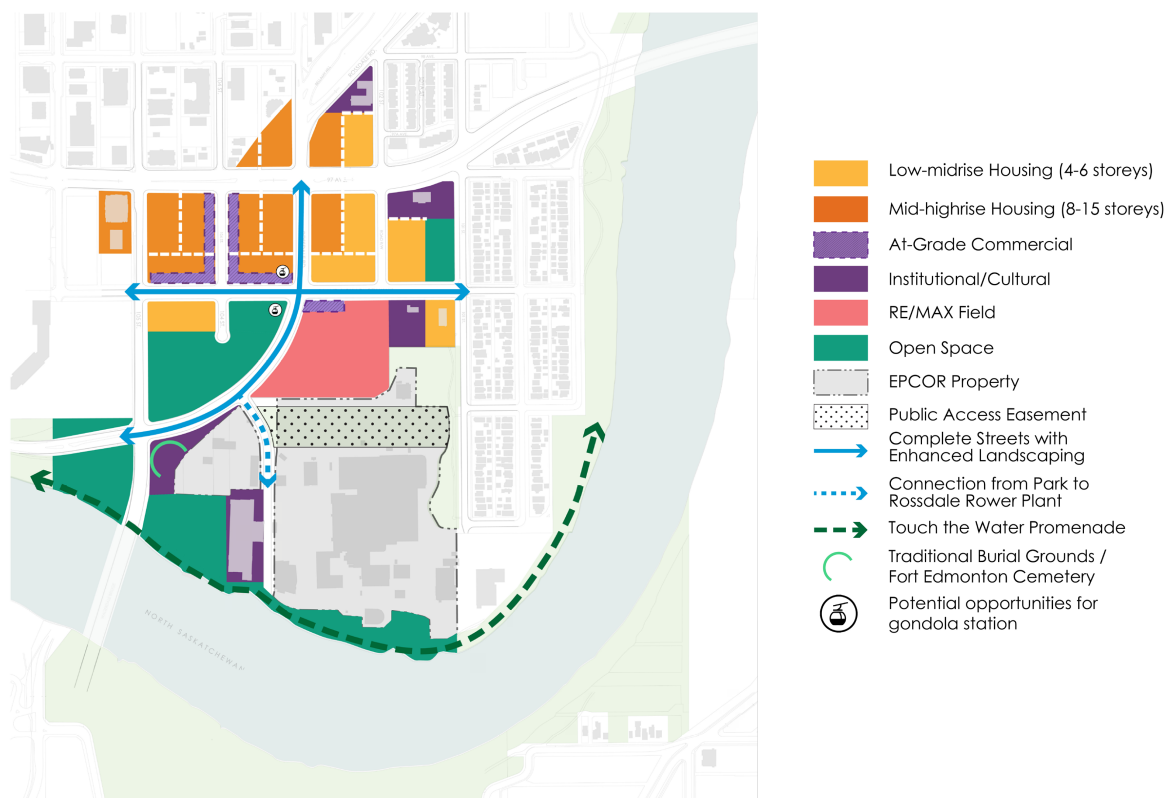 Low-midrise Housing (4-6 storeys)
Mid-highrise Housing (8-15 storeys)
At-Grade Commercial
Institutional/Cultural
RE/MAX Field
Open Space
EPCOR Property
Public Access Easement
Complete Streets with
Enhanced Landscaping
Connection from Park to
Rossdale Rower Plant
Touch the Water Promenade
Traditional Burial Grounds /
Fort Edmonton Cemetery
Potential opportunities for
gondola station
NORTH SASKATCHEWAN